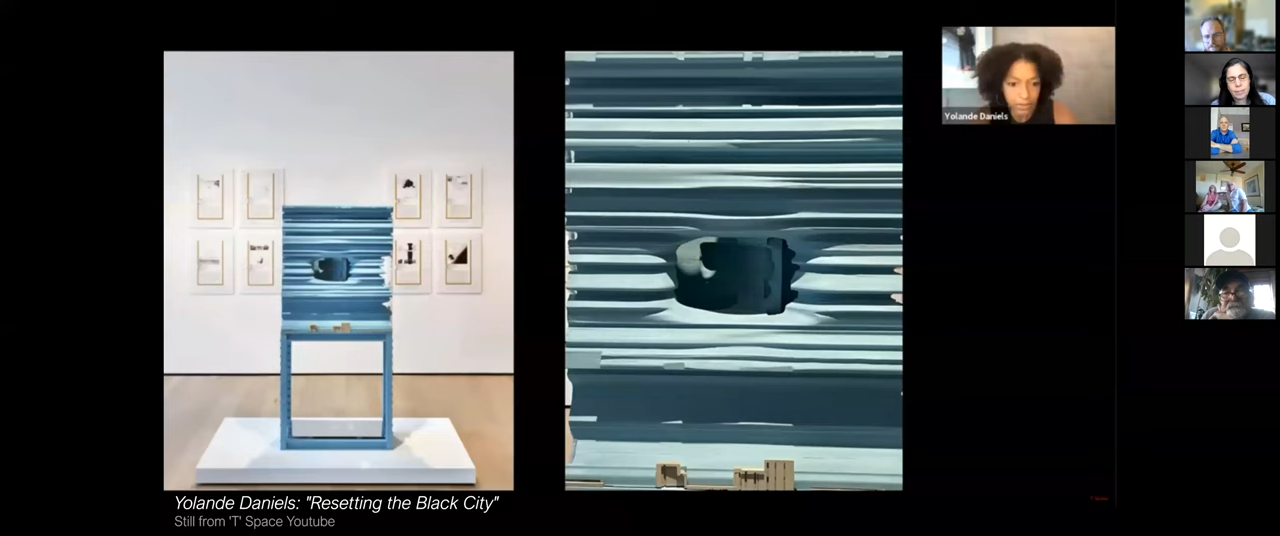 Yolande Daniels
Yolande Daniels: "Resetting the Black City"
Still from 'T' Space Youtube